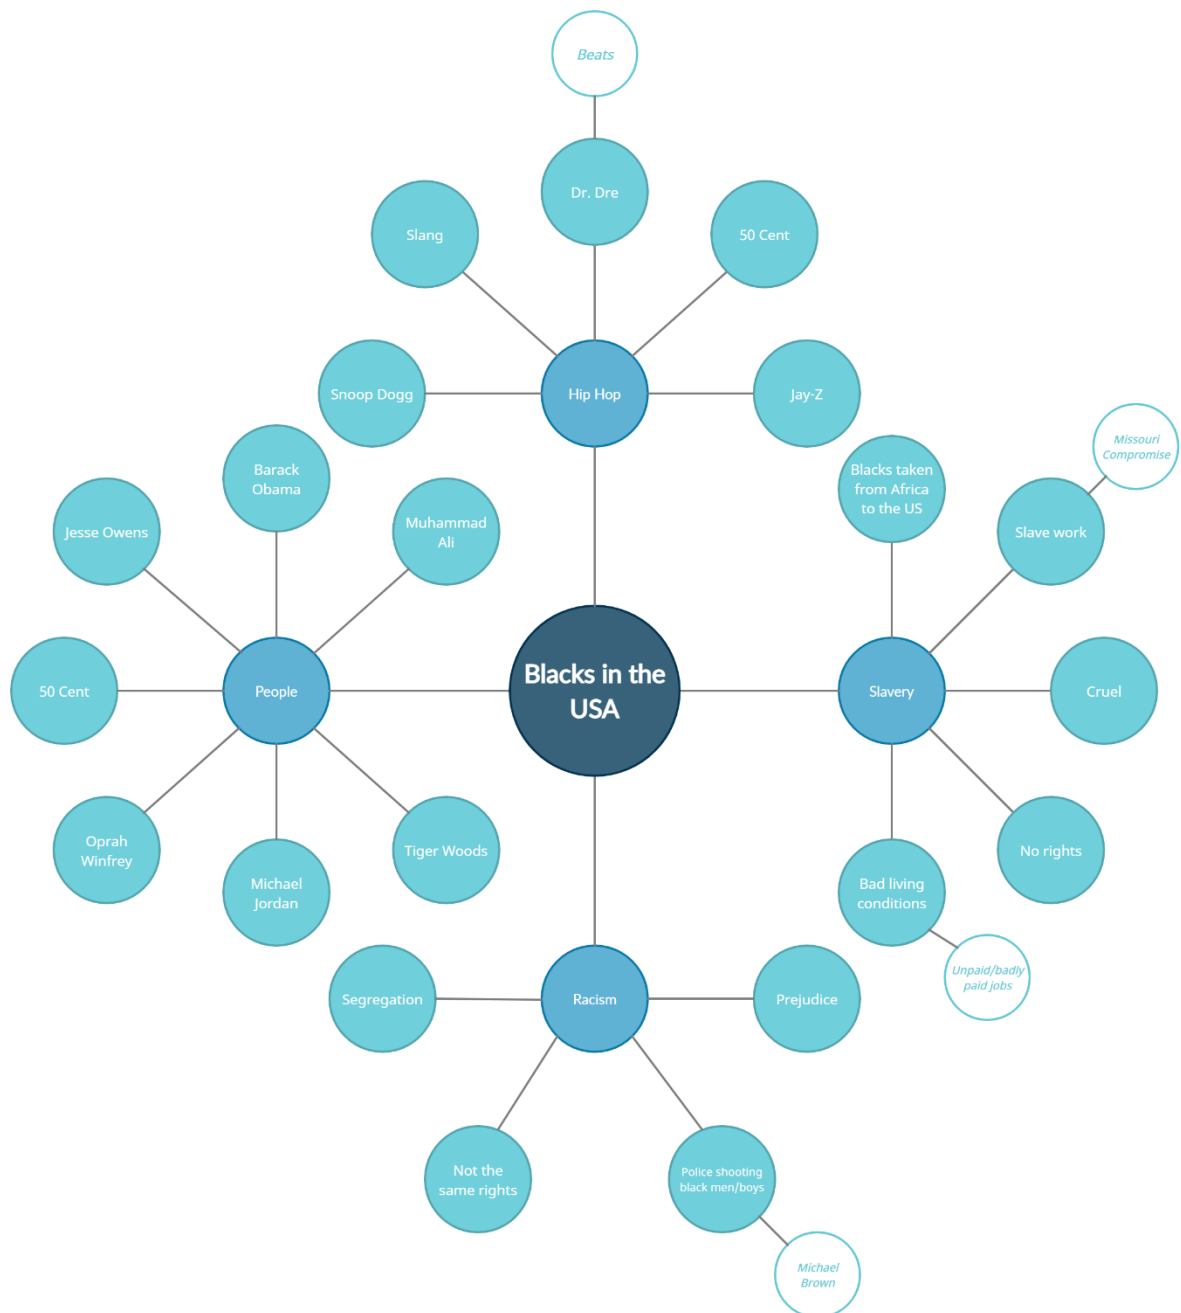 Beats
Dr. Dre
Slang
50 Cent
Snoop Dogg
Hip Hop
Jay-Z
Barack
Obama
Jesse Owens
Muhammad
Ali
50 Cent
People
Oprah
Winfrey
Michael
Jordan
Tiger Woods
Blacks in the
USA
Blacks taken
from Africa
to the US
Missouri
Compromise
Slave work
Slavery
Cruel
No rights
Bad living
conditions
Unpaid/badly
paid jobs
Segregation
Racism
Prejudice
Not the
same rights
Police shooting
black men/boys
Michael
Brown